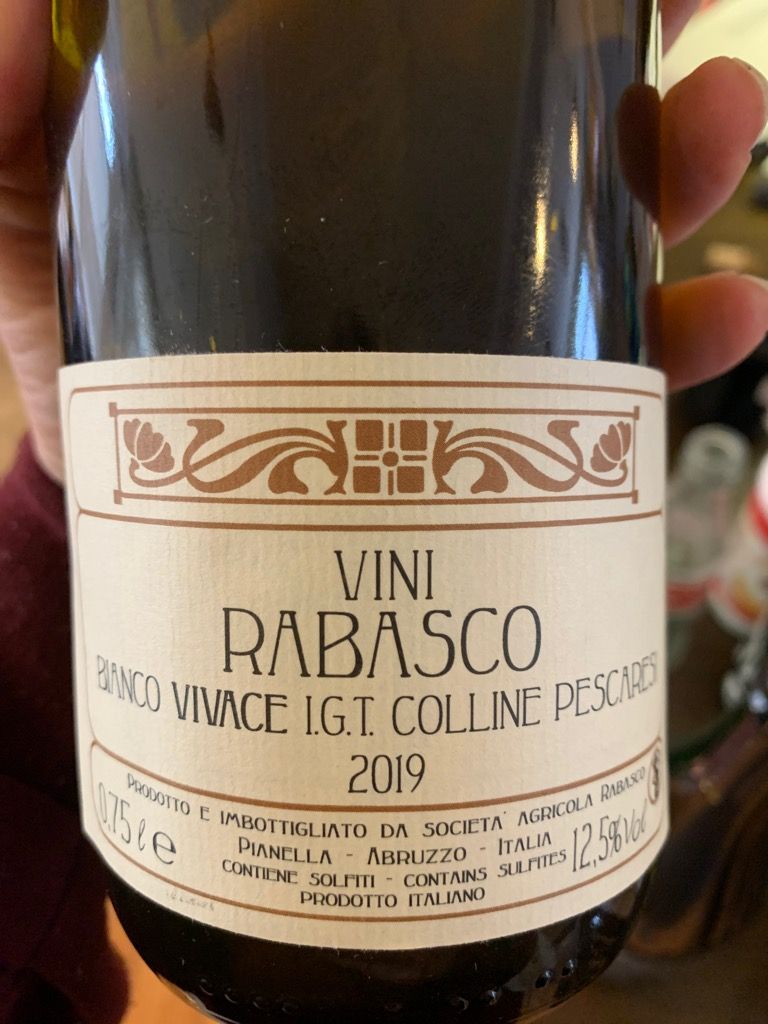 VINI
RABASCO
BIANCO VIVACE I.G.T. COLLINE PESCARESI
2019
PRODOTTO E IMBOTTIGLIATO DA SOCIETA' AGRICOLA RABASCO
PIANELLA - ABRUZZO - ITALIA
CONTIENE SOLFITI - CONTAINS SULFITES
PRODOTTO ITALIANO
0,75 ℓ e
12,5% Vol